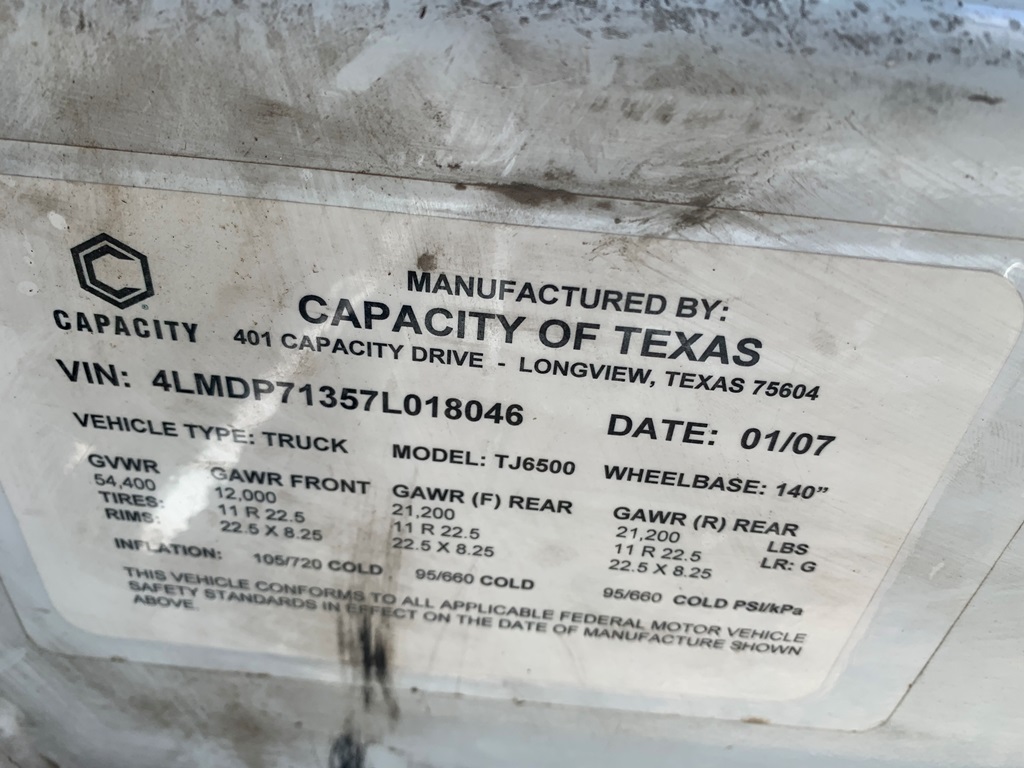 CAPACITY
MANUFACTURED BY:
CAPACITY OF TEXAS
401 CAPACITY DRIVE - LONGVIEW, TEXAS 75604
VIN: 4LMDP71357L018046 DATE: 01/07
VEHICLE TYPE: TRUCK MODEL: TJ6500 WHEELBASE: 140"
GVWR GAWR FRONT GAWR (F) REAR GAWR (R) REAR
54,400 12,000 21,200 21,200 LBS
TIRES: 11 R 22.5 11 R 22.5 11 R 22.5 LR: G
RIMS: 22.5 X 8.25 22.5 X 8.25 22.5 X 8.25
INFLATION: 105/720 COLD 95/660 COLD 95/660 COLD PSI/kPa
THIS VEHICLE CONFORMS TO ALL APPLICABLE FEDERAL MOTOR VEHICLE
SAFETY STANDARDS IN EFFECT ON THE DATE OF MANUFACTURE SHOWN
ABOVE.